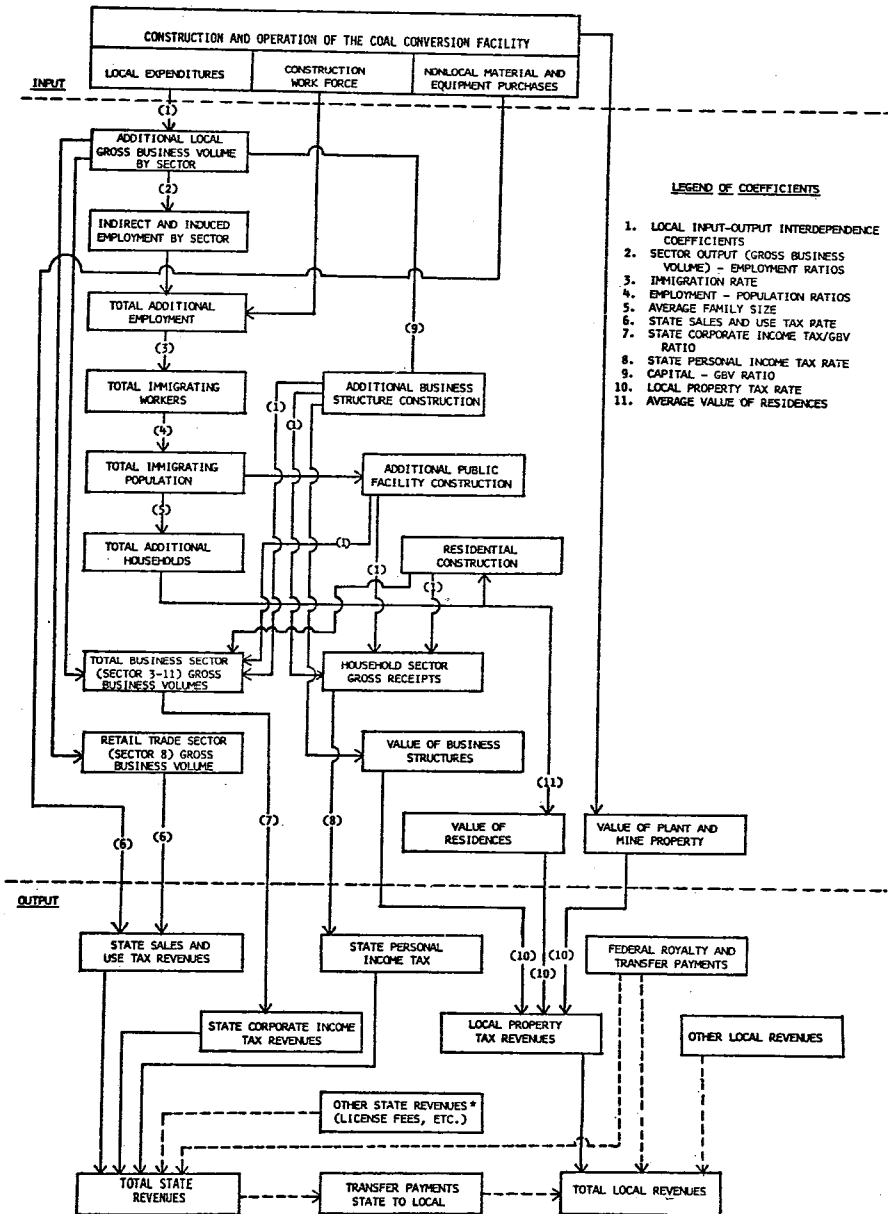 CONSTRUCTION AND OPERATION OF THE COAL CONVERSION FACILITY
LOCAL EXPENDITURES
CONSTRUCTION
WORK FORCE
NONLOCAL MATERIAL AND
EQUIPMENT PURCHASES
INPUT
(1)
ADDITIONAL LOCAL
GROSS BUSINESS VOLUME
BY SECTOR
(2)
INDIRECT AND INDUCED
EMPLOYMENT BY SECTOR
TOTAL ADDITIONAL
EMPLOYMENT
(9)
(3)
TOTAL IMMIGRATING
WORKERS
ADDITIONAL BUSINESS
STRUCTURE CONSTRUCTION
(1)
(1)
(4)
TOTAL IMMIGRATING
POPULATION
ADDITIONAL PUBLIC
FACILITY CONSTRUCTION
(5)
TOTAL ADDITIONAL
HOUSEHOLDS
(1)
RESIDENTIAL
CONSTRUCTION
(1)
(1)
TOTAL BUSINESS SECTOR
(SECTOR 3-11) GROSS
BUSINESS VOLUMES
HOUSEHOLD SECTOR
GROSS RECEIPTS
RETAIL TRADE SECTOR
(SECTOR 8) GROSS
BUSINESS VOLUME
VALUE OF BUSINESS
STRUCTURES
(11)
(6)
(6)
(7)
(8)
VALUE OF
RESIDENCES
VALUE OF PLANT AND
MINE PROPERTY
LEGEND OF COEFFICIENTS
1. LOCAL INPUT-OUTPUT INTERDEPENDENCE
COEFFICIENTS
2. SECTOR OUTPUT (GROSS BUSINESS
VOLUME) - EMPLOYMENT RATIOS
3. IMMIGRATION RATE
4. EMPLOYMENT - POPULATION RATIOS
5. AVERAGE FAMILY SIZE
6. STATE SALES AND USE TAX RATE
7. STATE CORPORATE INCOME TAX/GBV
RATIO
8. STATE PERSONAL INCOME TAX RATE
9. CAPITAL - GBV RATIO
10. LOCAL PROPERTY TAX RATE
11. AVERAGE VALUE OF RESIDENCES
OUTPUT
STATE SALES AND
USE TAX REVENUES
STATE PERSONAL
INCOME TAX
(10)
(10)
(10)
FEDERAL ROYALTY AND
TRANSFER PAYMENTS
STATE CORPORATE INCOME
TAX REVENUES
LOCAL PROPERTY
TAX REVENUES
OTHER LOCAL REVENUES
OTHER STATE REVENUES*
(LICENSE FEES, ETC.)
TOTAL STATE
REVENUES
TRANSFER PAYMENTS
STATE TO LOCAL
TOTAL LOCAL REVENUES